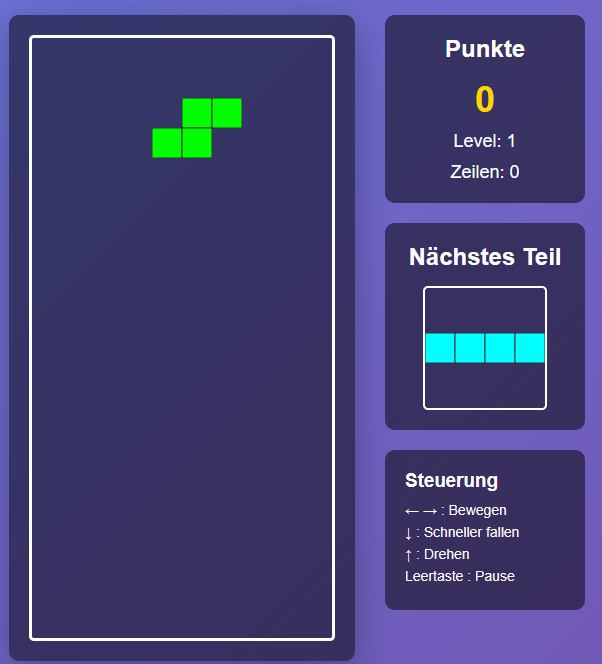 Punkte
0
Level: 1
Zeilen: 0
Nächstes Teil
Steuerung
←→ : Bewegen
↓ : Schneller fallen
↑ : Drehen
Leertaste : Pause